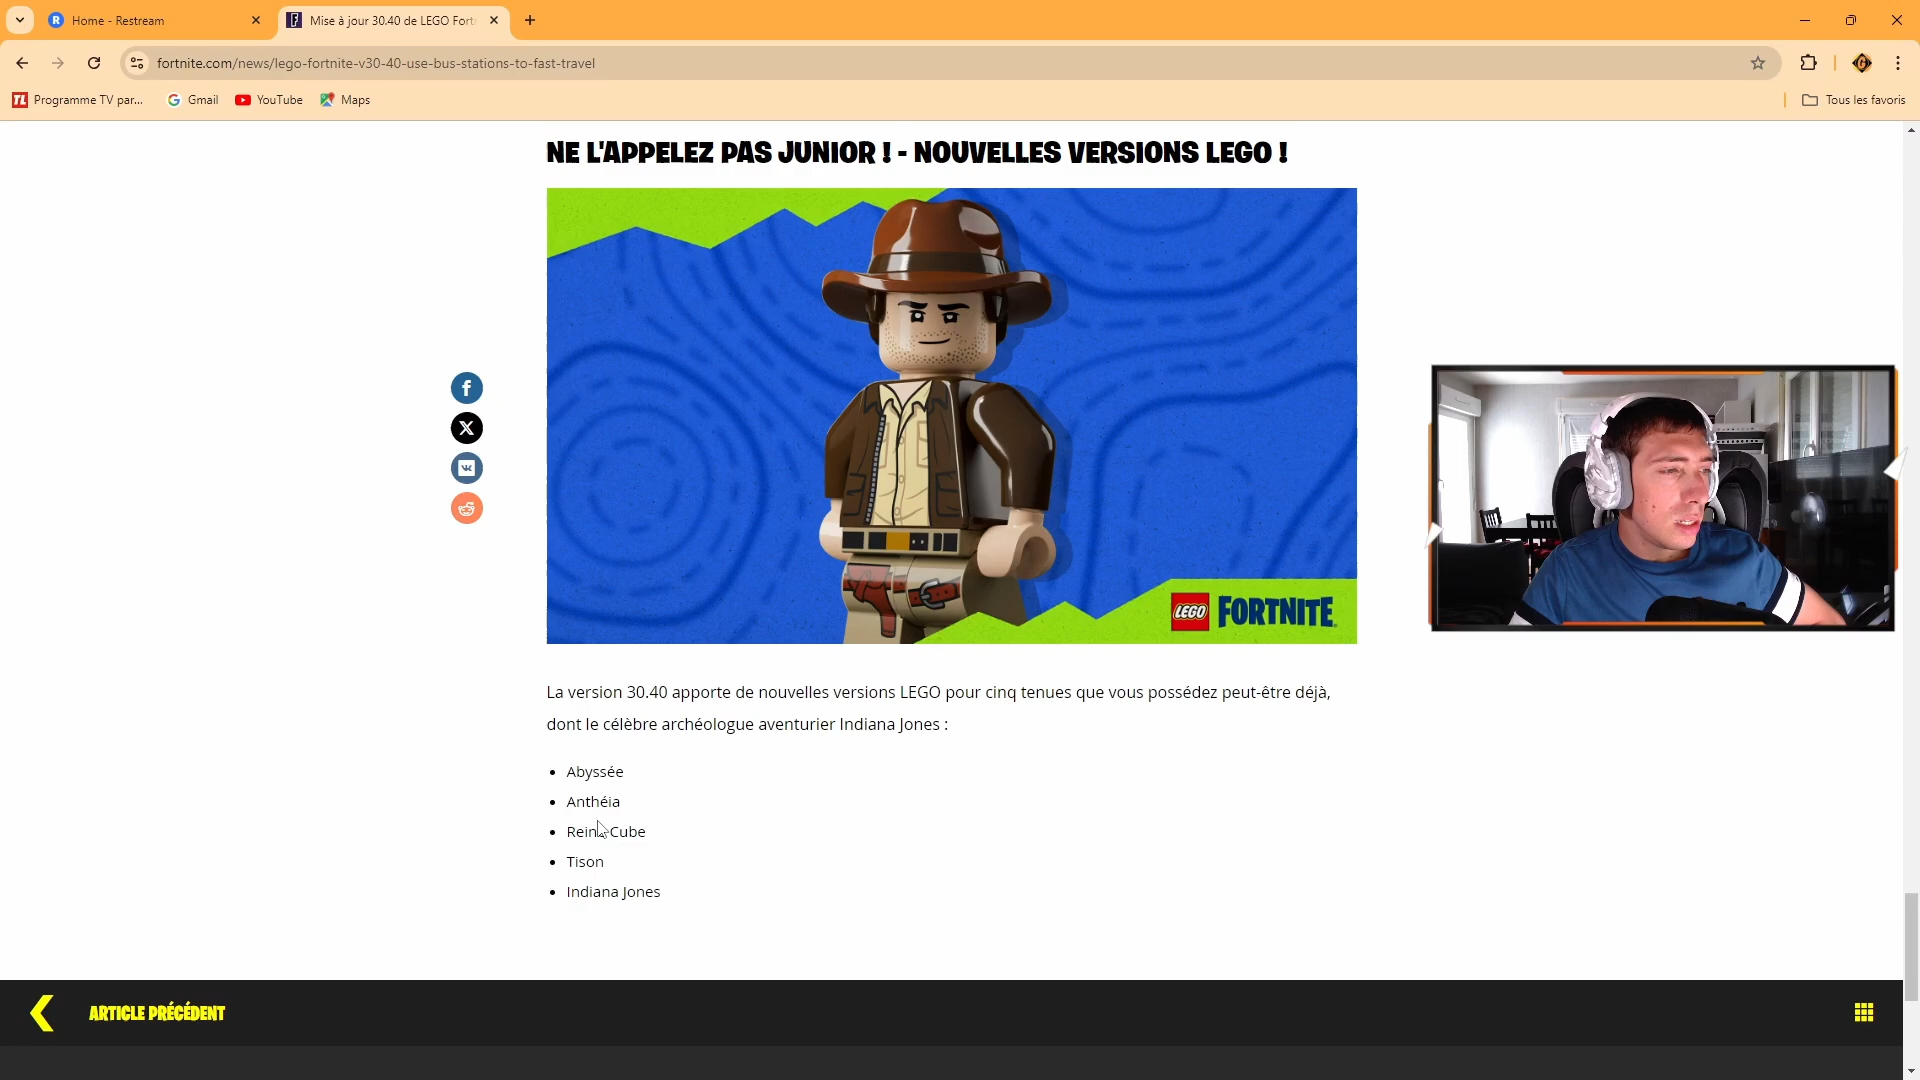 Home - Restream
Mise à jour 30.40 de LEGO Fort
fortnite.com/news/lego-fortnite-v30-40-use-bus-stations-to-fast-travel
Programme TV par...
Gmail
YouTube
Maps
Tous les favoris
NE L'APPELEZ PAS JUNIOR ! - NOUVELLES VERSIONS LEGO !
LEGO FORTNITE
La version 30.40 apporte de nouvelles versions LEGO pour cinq tenues que vous possédez peut-être déjà,
dont le célèbre archéologue aventurier Indiana Jones :
• Abyssée
• Anthéia
• Reine-Cube
• Tison
• Indiana Jones
ARTICLE PRÉCÉDENT